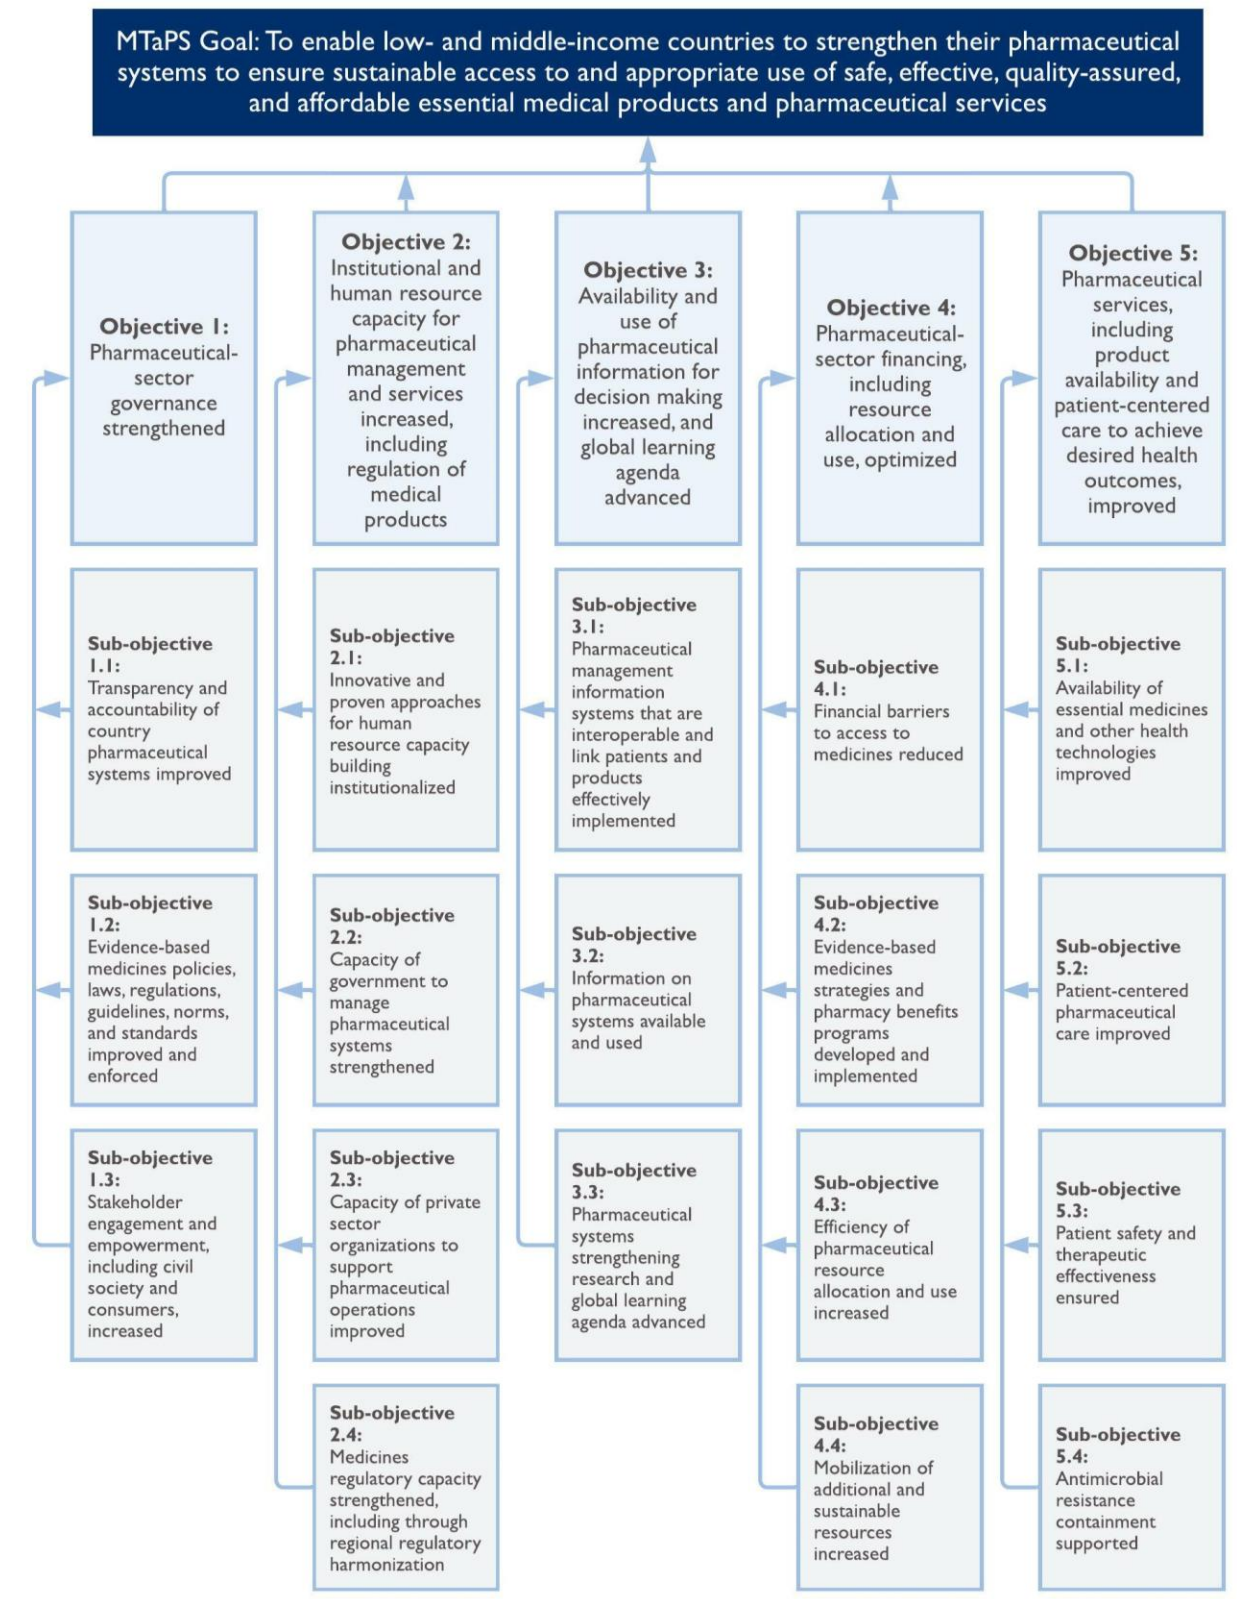 MTaPS Goal: To enable low- and middle-income countries to strengthen their pharmaceutical
systems to ensure sustainable access to and appropriate use of safe, effective, quality-assured,
and affordable essential medical products and pharmaceutical services
Objective 1:
Pharmaceutical-
sector
governance
strengthened
Sub-objective
1.1:
Transparency and
accountability of
country
pharmaceutical
systems improved
Sub-objective
1.2:
Evidence-based
medicines policies,
laws, regulations,
guidelines, norms,
and standards
improved and
enforced
Sub-objective
1.3:
Stakeholder
engagement and
empowerment,
including civil
society and
consumers,
increased
Objective 2:
Institutional and
human resource
capacity for
pharmaceutical
management
and services
increased,
including
regulation of
medical
products
Sub-objective
2.1:
Innovative and
proven approaches
for human
resource capacity
building
institutionalized
Sub-objective
2.2:
Capacity of
government to
manage
pharmaceutical
systems
strengthened
Sub-objective
2.3:
Capacity of private
sector
organizations to
support
pharmaceutical
operations
improved
Sub-objective
2.4:
Medicines
regulatory capacity
strengthened,
including through
regional regulatory
harmonization
Objective 3:
Availability and
use of
pharmaceutical
information for
decision making
increased, and
global learning
agenda
advanced
Sub-objective
3.1:
Pharmaceutical
management
information
systems that are
interoperable and
link patients and
products
effectively
implemented
Sub-objective
3.2:
Information on
pharmaceutical
systems available
and used
Sub-objective
3.3:
Pharmaceutical
systems
strengthening
research and
global learning
agenda advanced
Objective 4:
Pharmaceutical-
sector financing,
including
resource
allocation and
use, optimized
Sub-objective
4.1:
Financial barriers
to access to
medicines reduced
Sub-objective
4.2:
Evidence-based
medicines
strategies and
pharmacy benefits
programs
developed and
implemented
Sub-objective
4.3:
Efficiency of
pharmaceutical
resource
allocation and use
increased
Sub-objective
4.4:
Mobilization of
additional and
sustainable
resources
increased
Objective 5:
Pharmaceutical
services,
including
product
availability and
patient-centered
care to achieve
desired health
outcomes,
improved
Sub-objective
5.1:
Availability of
essential medicines
and other health
technologies
improved
Sub-objective
5.2:
Patient-centered
pharmaceutical
care improved
Sub-objective
5.3:
Patient safety and
therapeutic
effectiveness
ensured
Sub-objective
5.4:
Antimicrobial
resistance
containment
supported